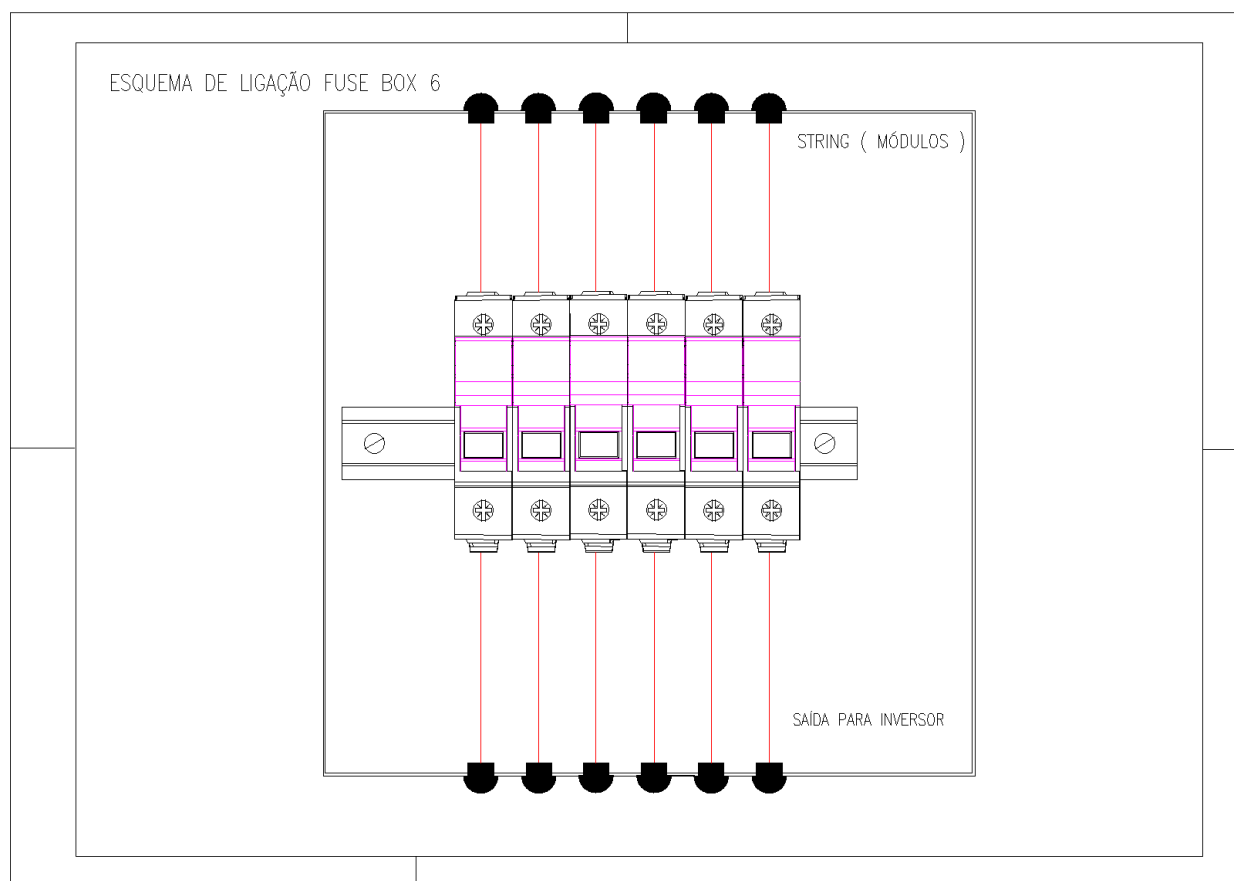 ESQUEMA DE LIGAÇÃO FUSE BOX 6
STRING ( MÓDULOS )
SAÍDA PARA INVERSOR